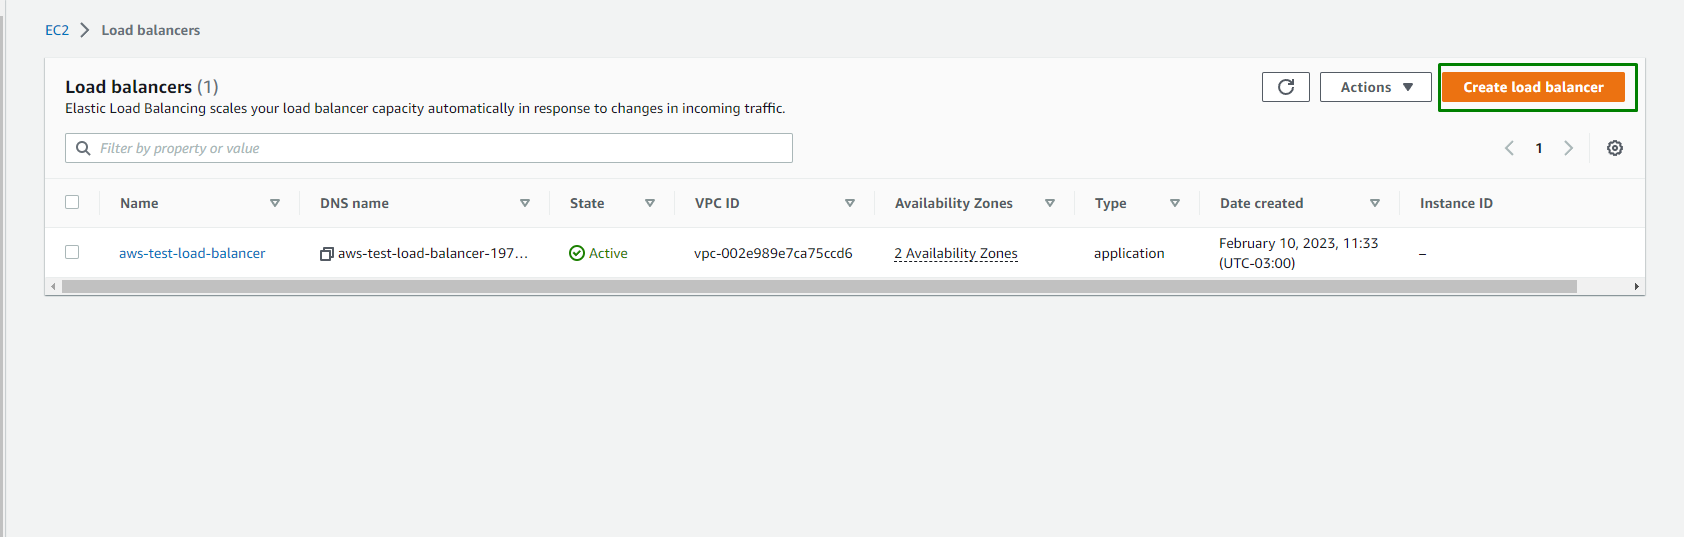 EC2 > Load balancers
Load balancers (1)
Elastic Load Balancing scales your load balancer capacity automatically in response to changes in incoming traffic.
Actions
Create load balancer
Filter by property or value
1
Name DNS name State VPC ID Availability Zones Type Date created Instance ID
aws-test-load-balancer aws-test-load-balancer-197... Active vpc-002e989e7ca75ccd6 2 Availability Zones application February 10, 2023, 11:33 –
(UTC-03:00)